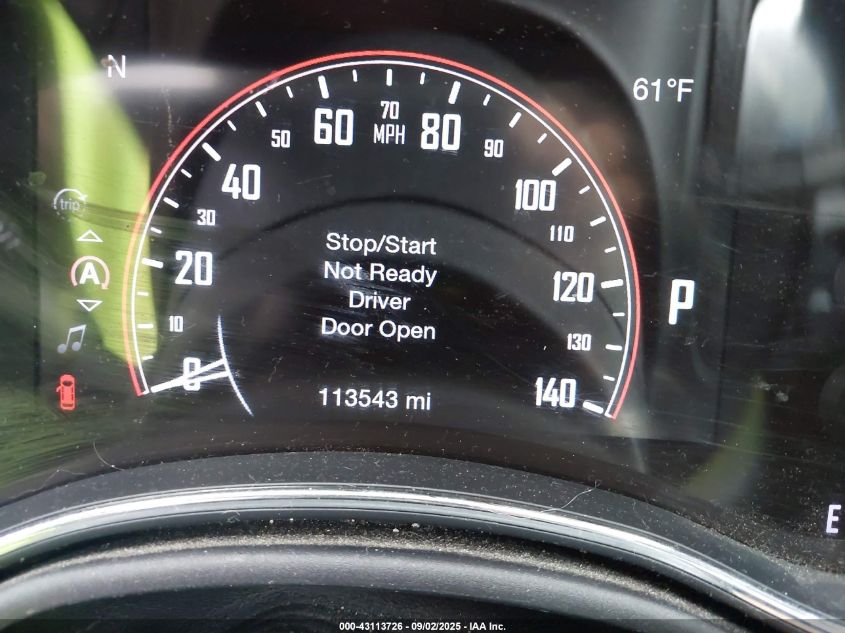 N
61°F
70
MPH
60
80
50
90
40
100
30
110
20
120
10
130
0
140
trip
A
Stop/Start
Not Ready
Driver
Door Open
P
113543 mi
E
000-43113726 - 09/02/2025 - IAA Inc.